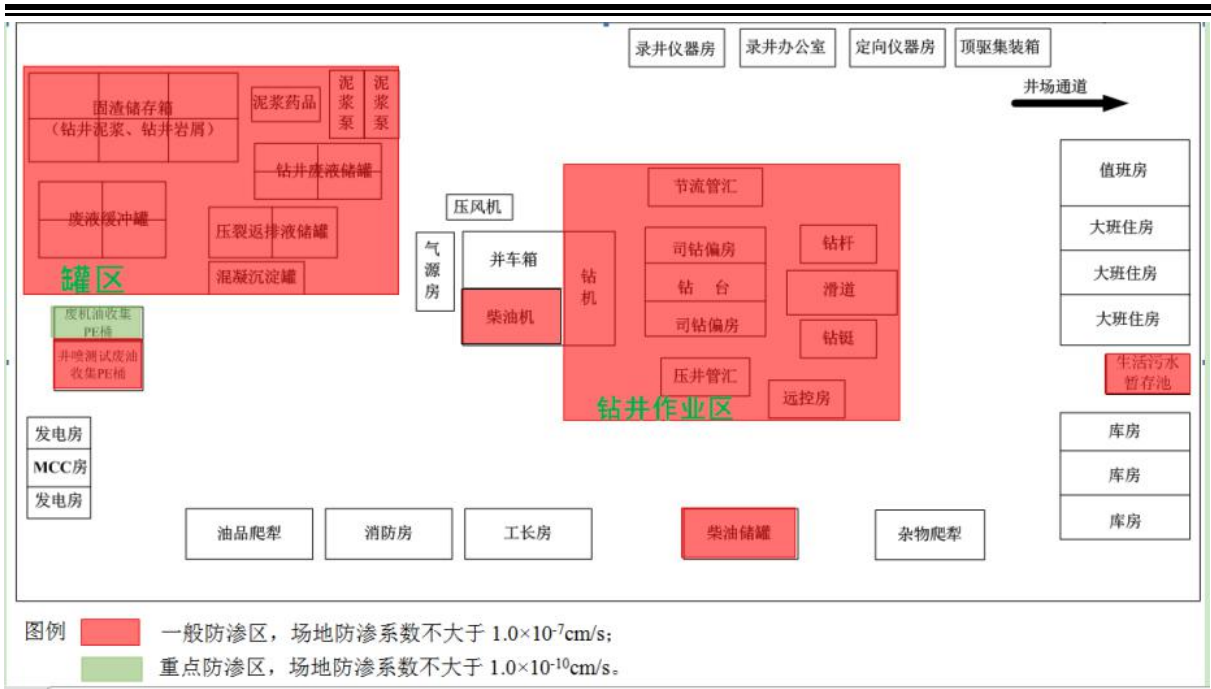 录井仪器房
录井办公室
定向仪器房
顶驱集装箱
井场通道
固渣储存箱
（钻井泥浆、钻井岩屑）
泥浆药品
泥浆泵
泥浆泵
钻井废液储罐
废液缓冲罐
压裂返排液储罐
混凝沉淀罐
罐区
废机油收集
PE桶
井喷测试废油
收集PE桶
压风机
气源房
并车箱
柴油机
钻机
节流管汇
司钻偏房
钻 台
司钻偏房
钻杆
滑道
钻铤
压井管汇
远控房
钻井作业区
值班房
大班住房
大班住房
大班住房
生活污水
暂存池
库房
库房
库房
发电房
MCC房
发电房
油品爬犁
消防房
工长房
柴油储罐
杂物爬犁
图例
一般防渗区，场地防渗系数不大于 1.0×10⁻⁷cm/s；
重点防渗区，场地防渗系数不大于 1.0×10⁻¹⁰cm/s。